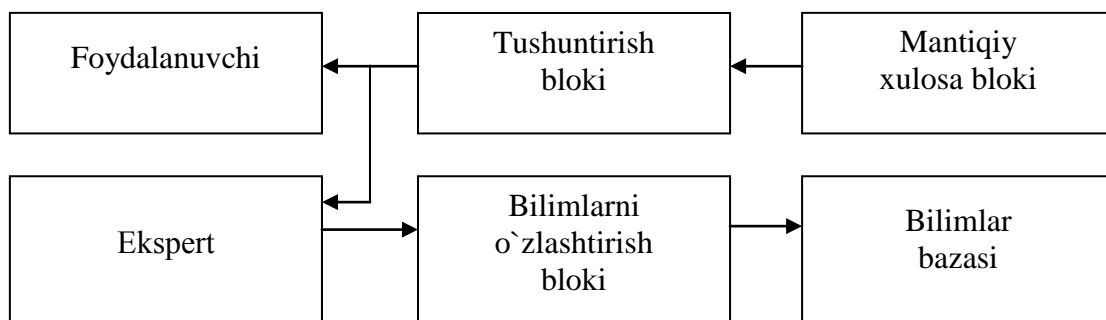 Foydalanuvchi
Tushuntirish
bloki
Mantiqiy
xulosa bloki
Ekspert
Bilimlarni
o`zlashtirish
bloki
Bilimlar
bazasi